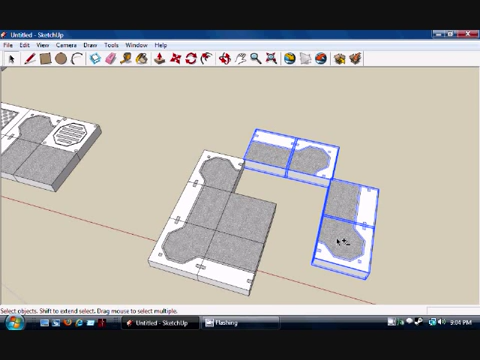 Untitled - SketchUp
File Edit View Camera Draw Tools Window Help
Select objects. Shift to extend select. Drag mouse to select multiple.
Untitled - SketchUp
Flashing
3:04 PM